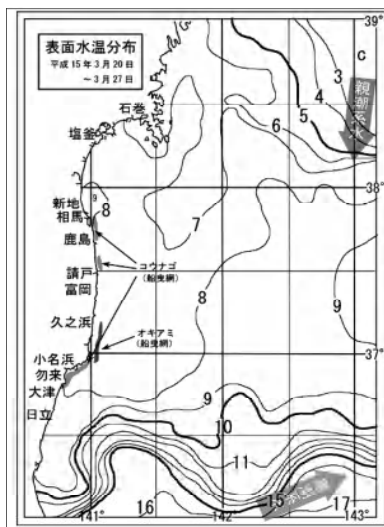 表面水温分布
平成15年3月20日
～3月27日
39°
C
3
4
5
6
親潮系水
石巻
塩釜
38°
9
8
新地
相馬
7
鹿島
コウナゴ
(船曳網)
請戸
富岡
8
9
久之浜
オキアミ
(船曳網)
小名浜
37°
勿来
大津
9
日立
10
11
15
16
17
141°
142°
143°